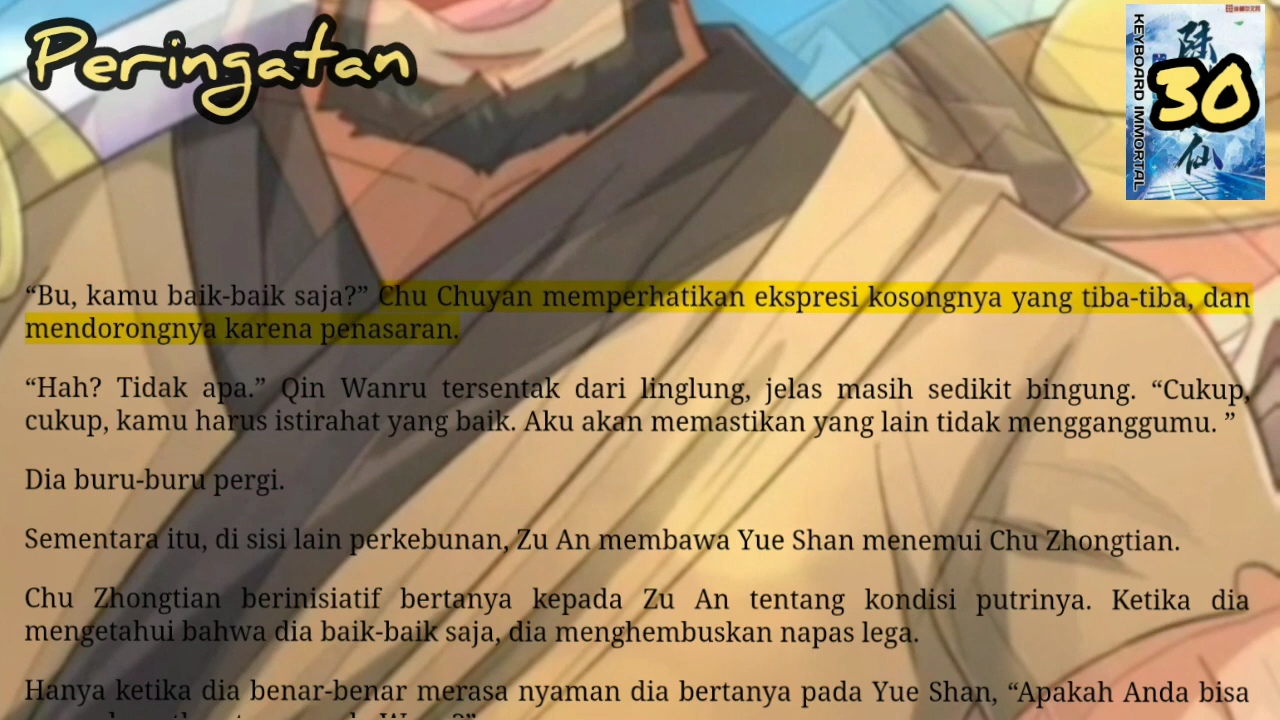 Peringatan
KEYBOARD IMMORTAL
30
仙
“Bu, kamu baik-baik saja?” Chu Chuyan memperhatikan ekspresi kosongnya yang tiba-tiba, dan
mendorongnya karena penasaran.
“Hah? Tidak apa.” Qin Wanru tersentak dari linglung, jelas masih sedikit bingung. “Cukup,
cukup, kamu harus istirahat yang baik. Aku akan memastikan yang lain tidak mengganggumu. ”
Dia buru-buru pergi.
Sementara itu, di sisi lain perkebunan, Zu An membawa Yue Shan menemui Chu Zhongtian.
Chu Zhongtian berinisiatif bertanya kepada Zu An tentang kondisi putrinya. Ketika dia
mengetahui bahwa dia baik-baik saja, dia menghembuskan napas lega.
Hanya ketika dia benar-benar merasa nyaman dia bertanya pada Yue Shan, “Apakah Anda bisa